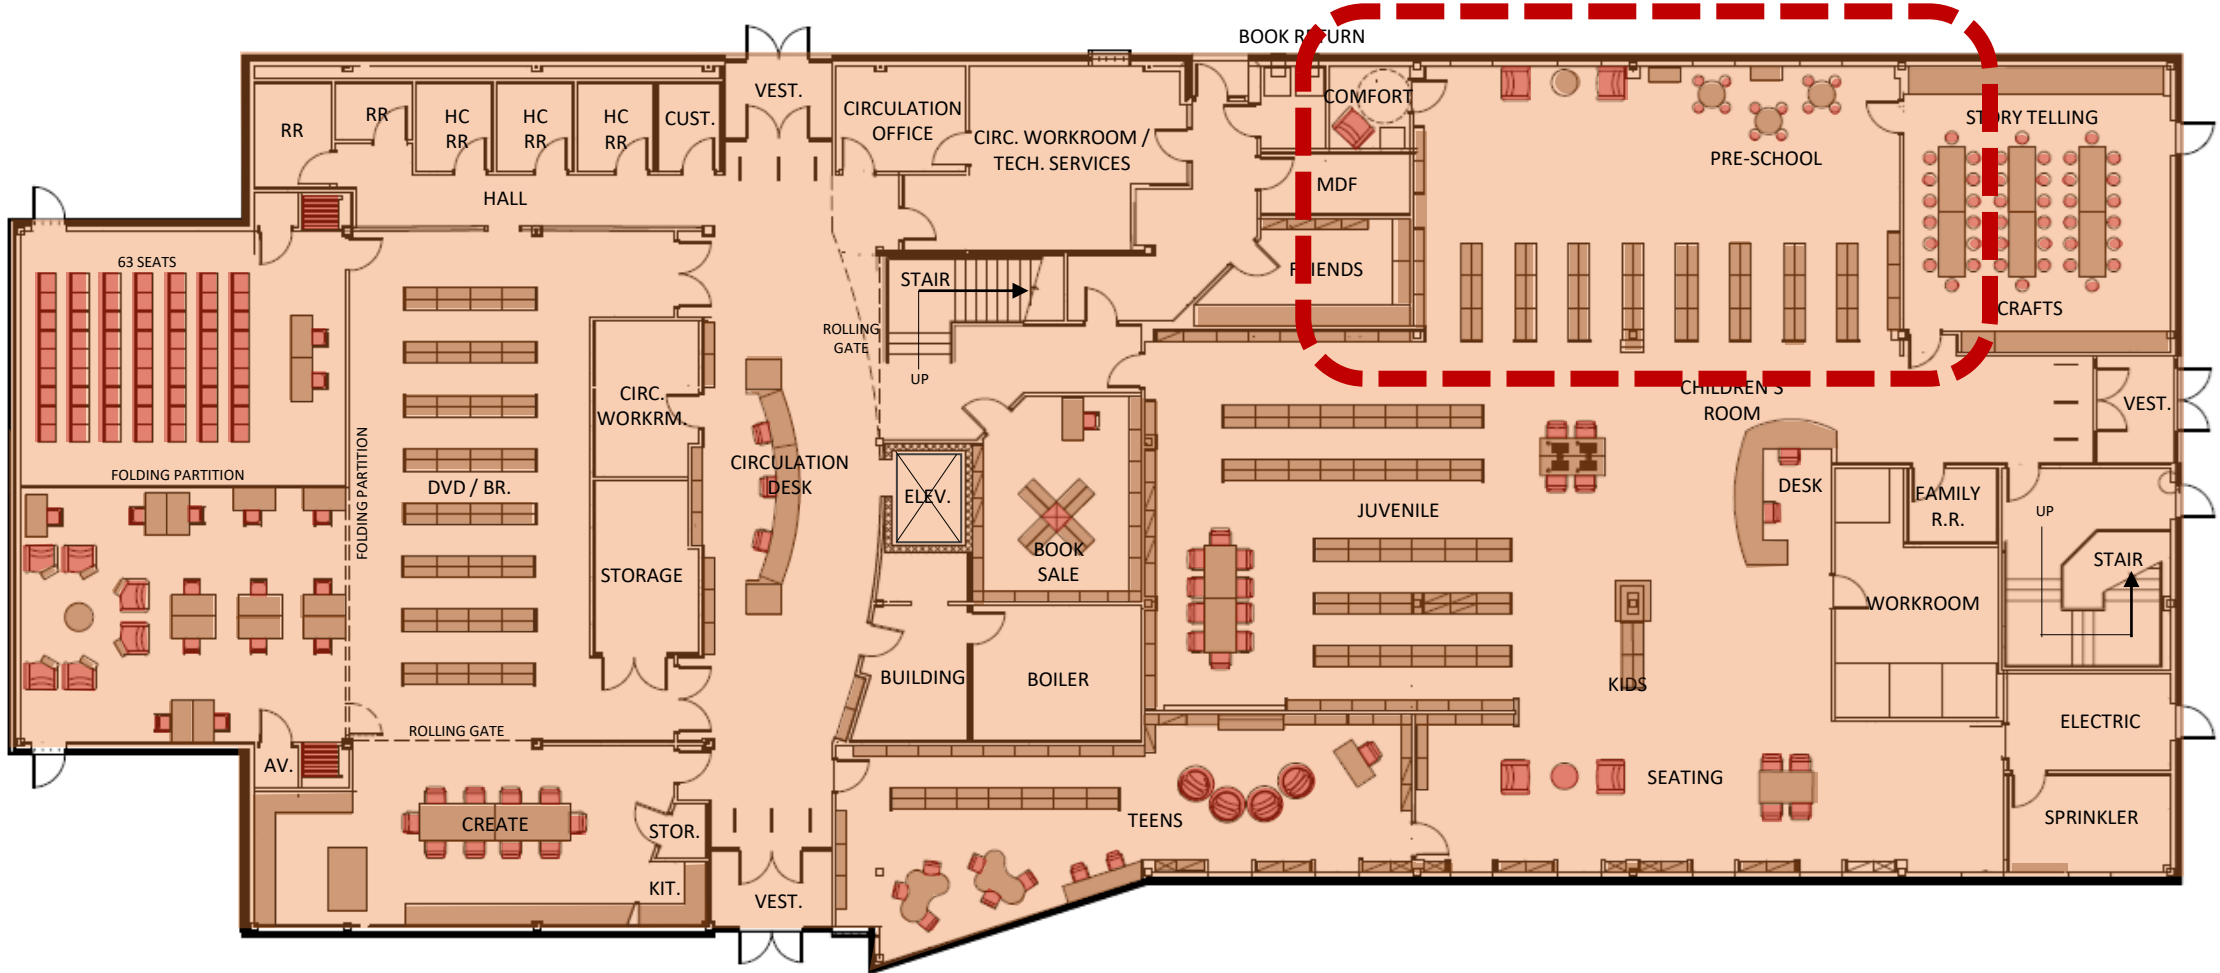 BOOK RETURN
VEST.
COMFORT
CIRCULATION
OFFICE
RR
RR
HC
RR
HC
RR
HC
RR
CUST.
CIRC. WORKROOM /
TECH. SERVICES
STORY TELLING
PRE-SCHOOL
MDF
HALL
63 SEATS
STAIR
FRIENDS
CRAFTS
ROLLING
GATE
UP
CHILDREN'S
ROOM
VEST.
CIRC.
WORKRM.
FOLDING PARTITION
FOLDING PARTITION
DVD / BR.
CIRCULATION
DESK
ELEV.
JUVENILE
DESK
FAMILY
R.R.
UP
STAIR
BOOK
SALE
STORAGE
WORKROOM
BUILDING
BOILER
KIDS
ELECTRIC
ROLLING GATE
AV.
SEATING
CREATE
STOR.
TEENS
SPRINKLER
KIT.
VEST.